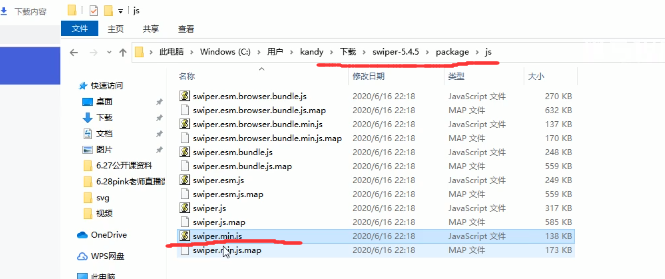 下载内容
js
文件 主页 共享 查看
此电脑 > Windows (C:) > 用户 > kandy > 下载 > swiper-5.4.5 > package > js
名称 修改日期 类型 大小
快速访问
桌面
下载
文档
图片
6.27公开课资料
6.28pink老师直播
svg
视频
OneDrive
WPS网盘
此电脑
swiper.esm.browser.bundle.js 2020/6/16 22:18 JavaScript 文件 270 KB
swiper.esm.browser.bundle.js.map 2020/6/16 22:18 MAP 文件 632 KB
swiper.esm.browser.bundle.min.js 2020/6/16 22:18 JavaScript 文件 137 KB
swiper.esm.browser.bundle.min.js.map 2020/6/16 22:18 MAP 文件 170 KB
swiper.esm.bundle.js 2020/6/16 22:18 JavaScript 文件 248 KB
swiper.esm.bundle.js.map 2020/6/16 22:18 MAP 文件 559 KB
swiper.esm.js 2020/6/16 22:18 JavaScript 文件 249 KB
swiper.esm.js.map 2020/6/16 22:18 MAP 文件 559 KB
swiper.js 2020/6/16 22:18 JavaScript 文件 317 KB
swiper.js.map 2020/6/16 22:18 MAP 文件 585 KB
swiper.min.js 2020/6/16 22:18 JavaScript 文件 138 KB
swiper.min.js.map 2020/6/16 22:18 MAP 文件 173 KB